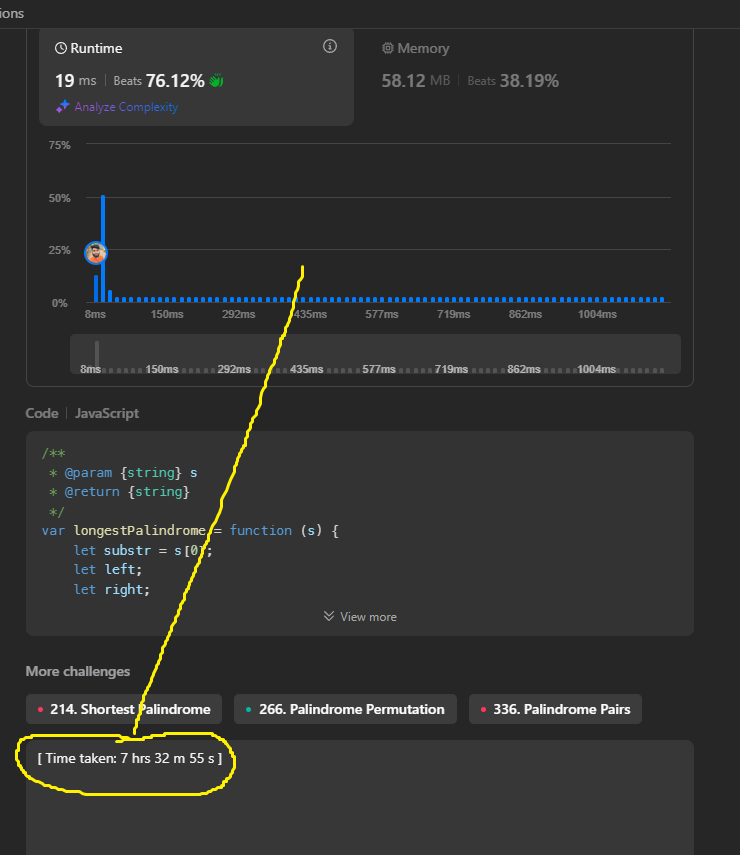 ions
Runtime
Memory
19 ms | Beats 76.12%
58.12 MB | Beats 38.19%
Analyze Complexity
75%
50%
25%
0%
8ms 150ms 292ms 435ms 577ms 719ms 862ms 1004ms
8ms 150ms 292ms 435ms 577ms 719ms 862ms 1004ms
Code | JavaScript
/**
 * @param {string} s
 * @return {string}
 */
var longestPalindrome = function (s) {
    let substr = s[0];
    let left;
    let right;
View more
More challenges
214. Shortest Palindrome
266. Palindrome Permutation
336. Palindrome Pairs
[ Time taken: 7 hrs 32 m 55 s ]